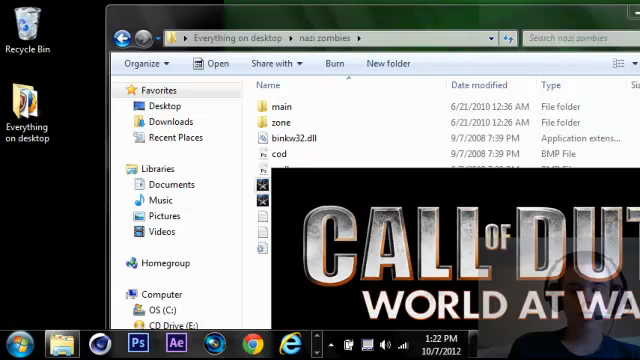 Everything on desktop ▸ nazi zombies ▸
Search nazi zombies
Recycle Bin
Organize
Open
Share with
Burn
New folder
Favorites
Name
Date modified
Type
Everything on desktop
Desktop
main
6/21/2010 12:36 AM
File folder
Downloads
zone
6/21/2010 12:26 AM
File folder
Recent Places
binkw32.dll
9/7/2008 7:39 PM
Application extens...
cod
9/7/2008 7:39 PM
BMP File
Libraries
Documents
Music
Pictures
Videos
CALL OF DUT
WORLD AT WA
Homegroup
Computer
OS (C:)
CD Drive (E:)
Ps
Ae
1:22 PM
10/7/2012